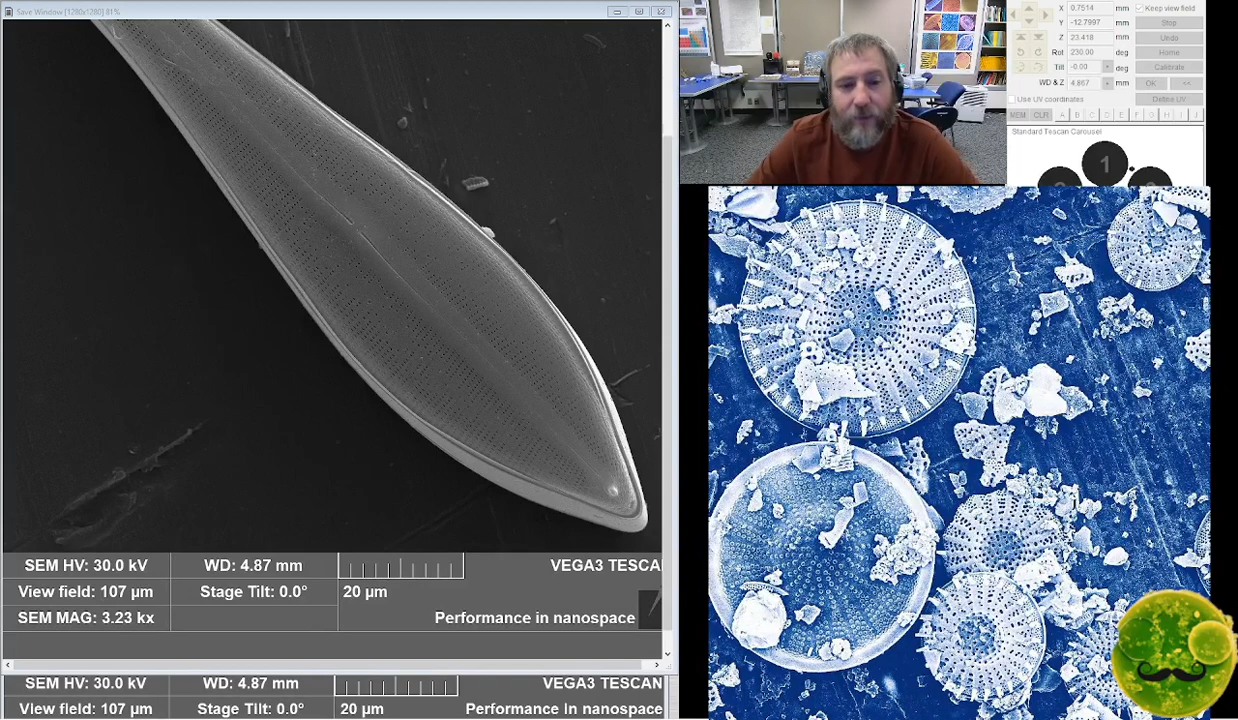 Save Window [1280x1280] 81%
X 0.7514 mm Keep view field
Y -12.7997 mm Stop
Z 23.418 mm Undo
Rot 230.00 deg Home
Tilt -0.00 deg Calibrate
WD & Z 4.867 mm OK <<
Use UV coordinates Define UV
MEM CLR A B C D E F G H I J
Standard Tescan Carousel
1
SEM HV: 30.0 kV WD: 4.87 mm VEGA3 TESCA
View field: 107 µm Stage Tilt: 0.0° 20 µm
SEM MAG: 3.23 kx Performance in nanospace
SEM HV: 30.0 kV WD: 4.87 mm VEGA3 TESCAN
View field: 107 µm Stage Tilt: 0.0° 20 µm Performance in nanospace